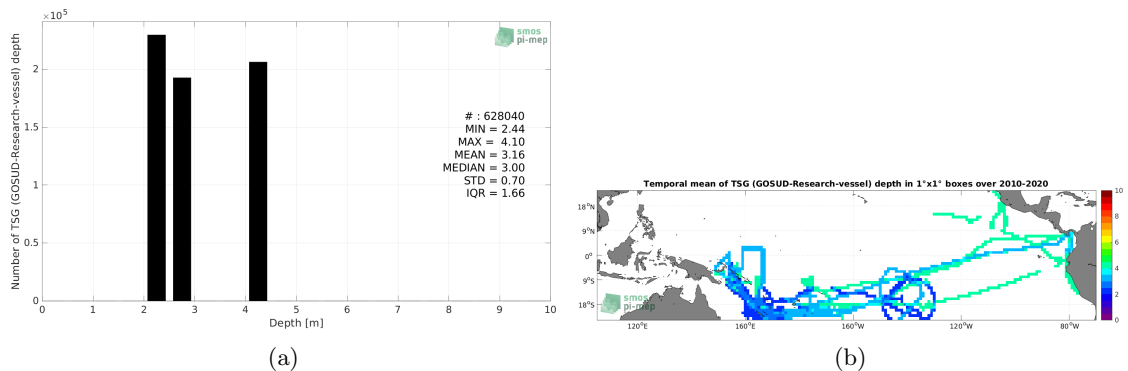 ×10⁵
smos
pi-mep
Number of TSG (GOSUD-Research-vessel) depth
2
1.5
1
0.5
0
# : 628040
MIN = 2.44
MAX = 4.10
MEAN = 3.16
MEDIAN = 3.00
STD = 0.70
IQR = 1.66
0 1 2 3 4 5 6 7 8 9 10
Depth [m]
(a)
Temporal mean of TSG (GOSUD-Research-vessel) depth in 1°x1° boxes over 2010-2020
18°N
9°N
0°
9°S
18°S
smos
pi-mep
120°E 160°E 160°W 120°W 80°W
10
8
6
4
2
0
(b)